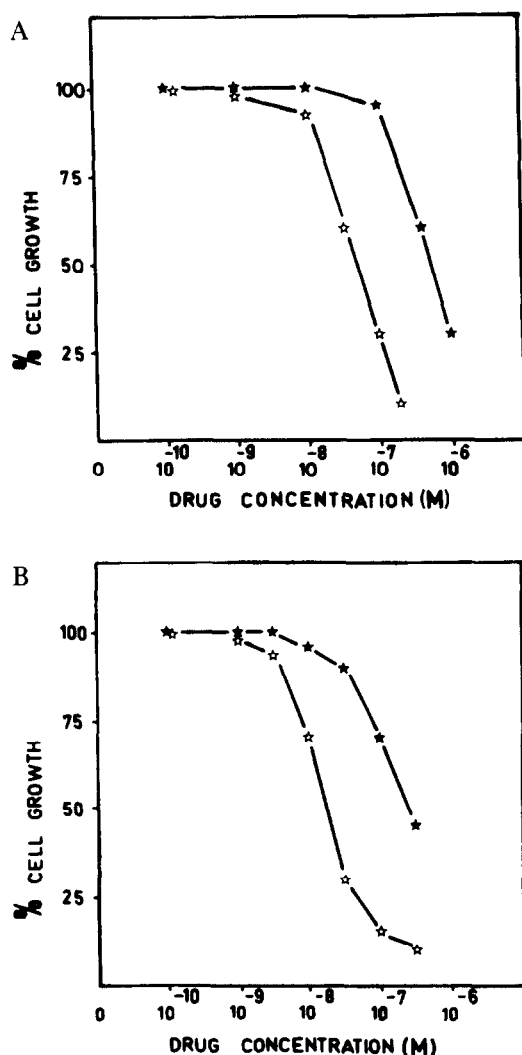 A
100
75
50
25
% CELL GROWTH
0 10⁻¹⁰ 10⁻⁹ 10⁻⁸ 10⁻⁷ 10⁻⁶
DRUG CONCENTRATION (M)
B
100
75
50
25
% CELL GROWTH
0 10⁻¹⁰ 10⁻⁹ 10⁻⁸ 10⁻⁷ 10⁻⁶
DRUG CONCENTRATION (M)